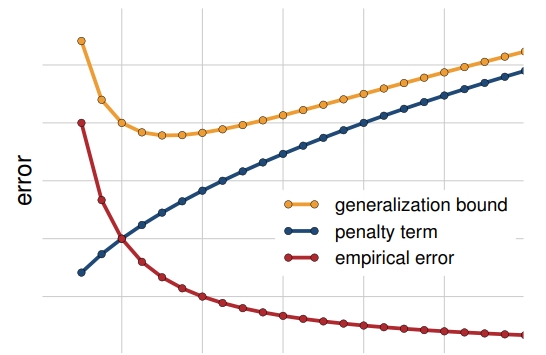 error
generalization bound
penalty term
empirical error